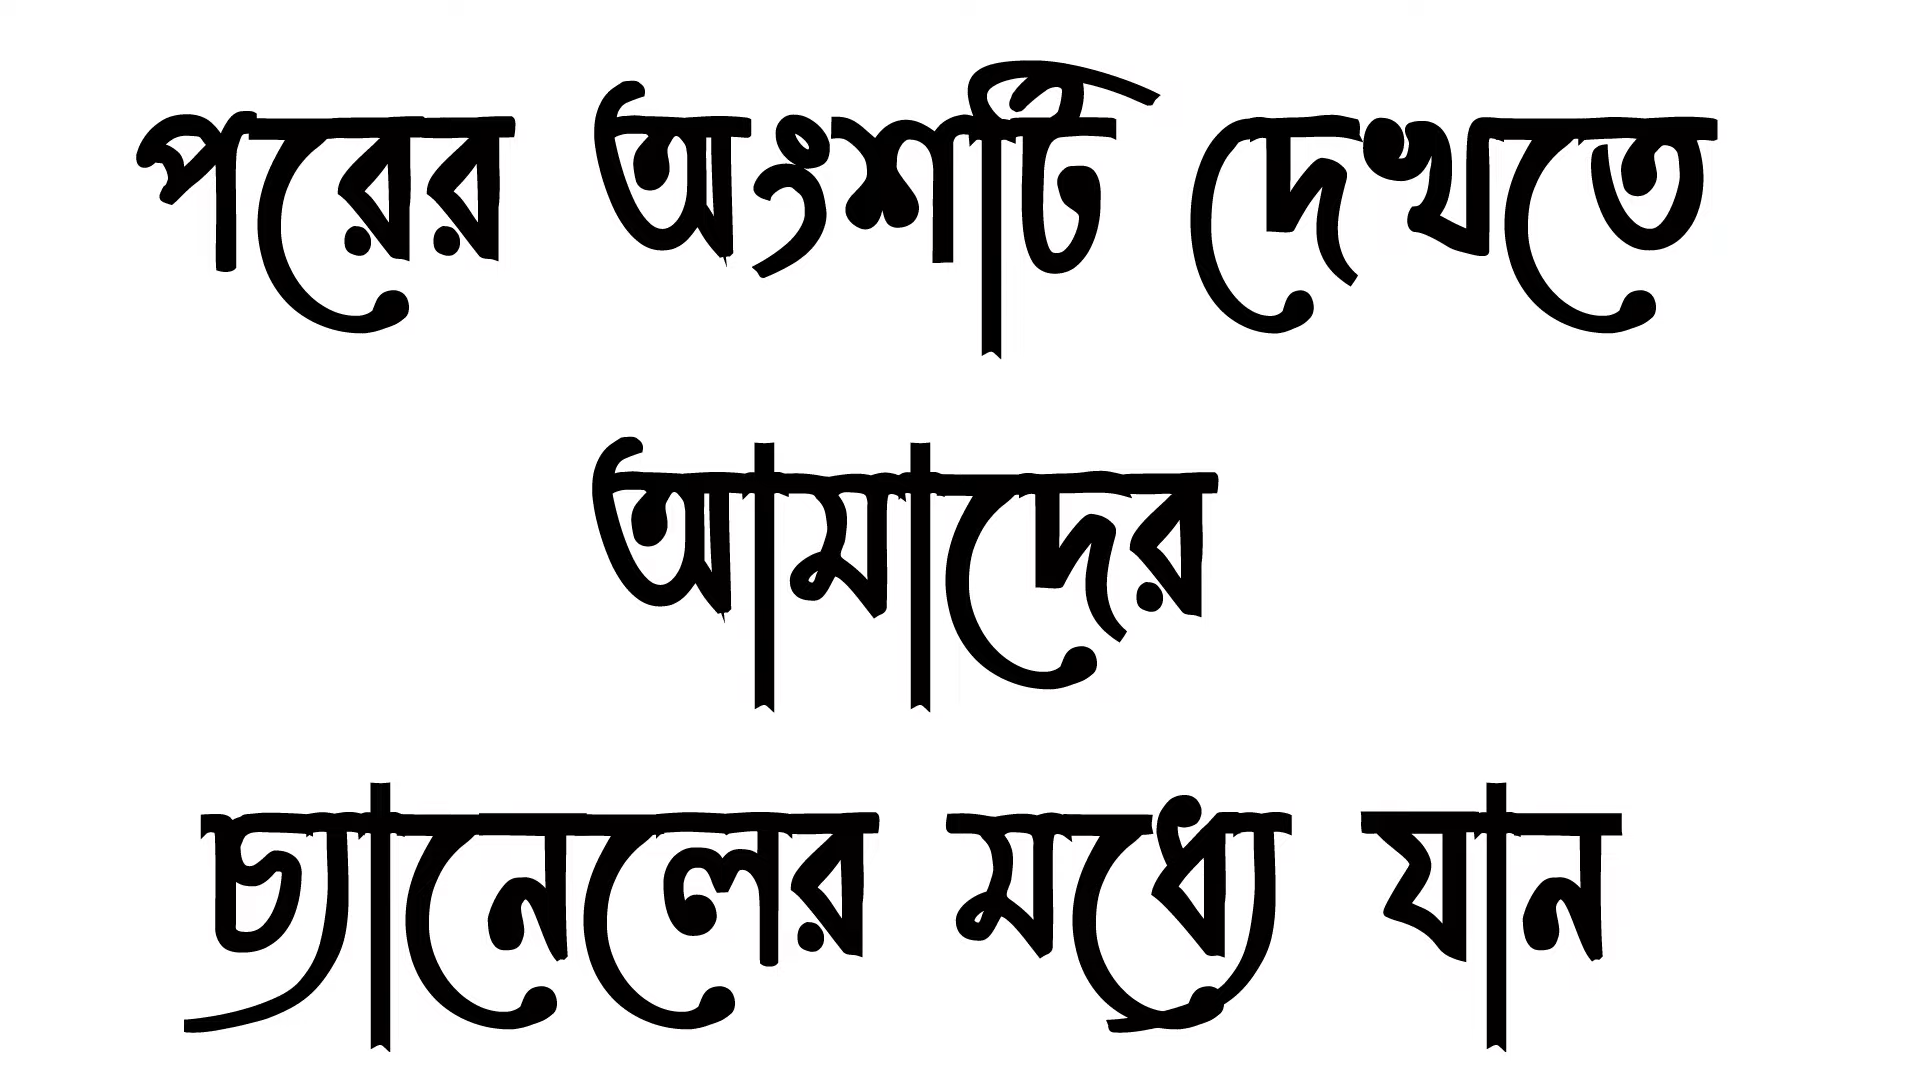 পরের অংশটি দেখতে
আমাদের
চ্যানেলের মধ্যে যান